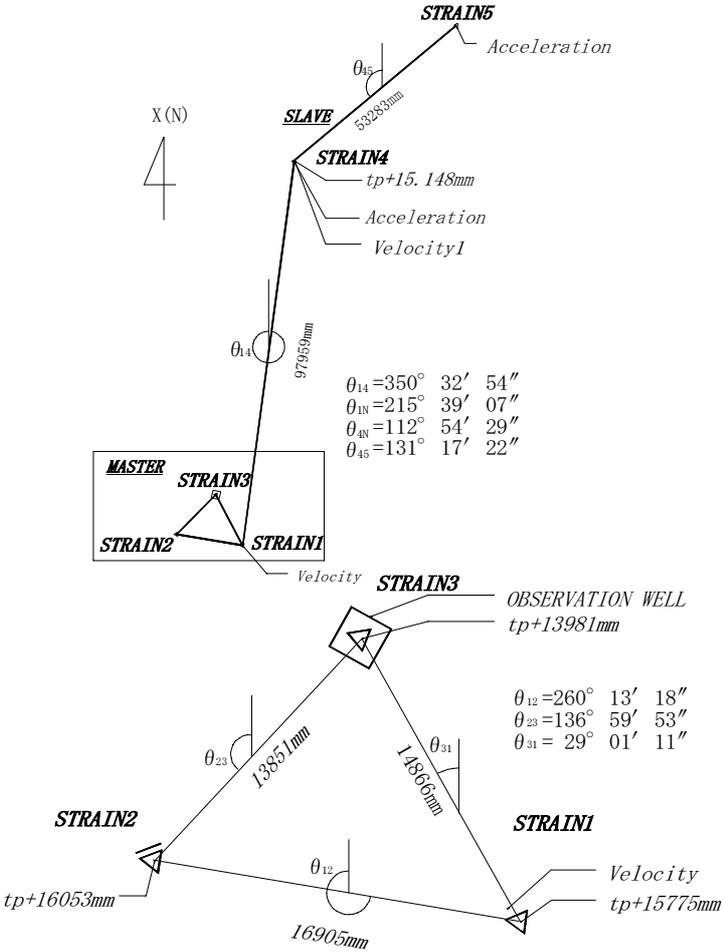 STRAIN5
Acceleration
θ45
53283mm
X(N)
SLAVE
STRAIN4
tp+15.148mm
Acceleration
Velocity1
θ14
97959mm
θ14=350° 32′ 54″
θ1N=215° 39′ 07″
θ4N=112° 54′ 29″
θ45=131° 17′ 22″
MASTER
STRAIN3
STRAIN2
STRAIN1
Velocity
STRAIN3
OBSERVATION WELL
tp+13981mm
θ12=260° 13′ 18″
θ23=136° 59′ 53″
θ31= 29° 01′ 11″
θ23
13851mm
θ31
14866mm
STRAIN2
STRAIN1
θ12
Velocity
tp+16053mm
tp+15775mm
16905mm